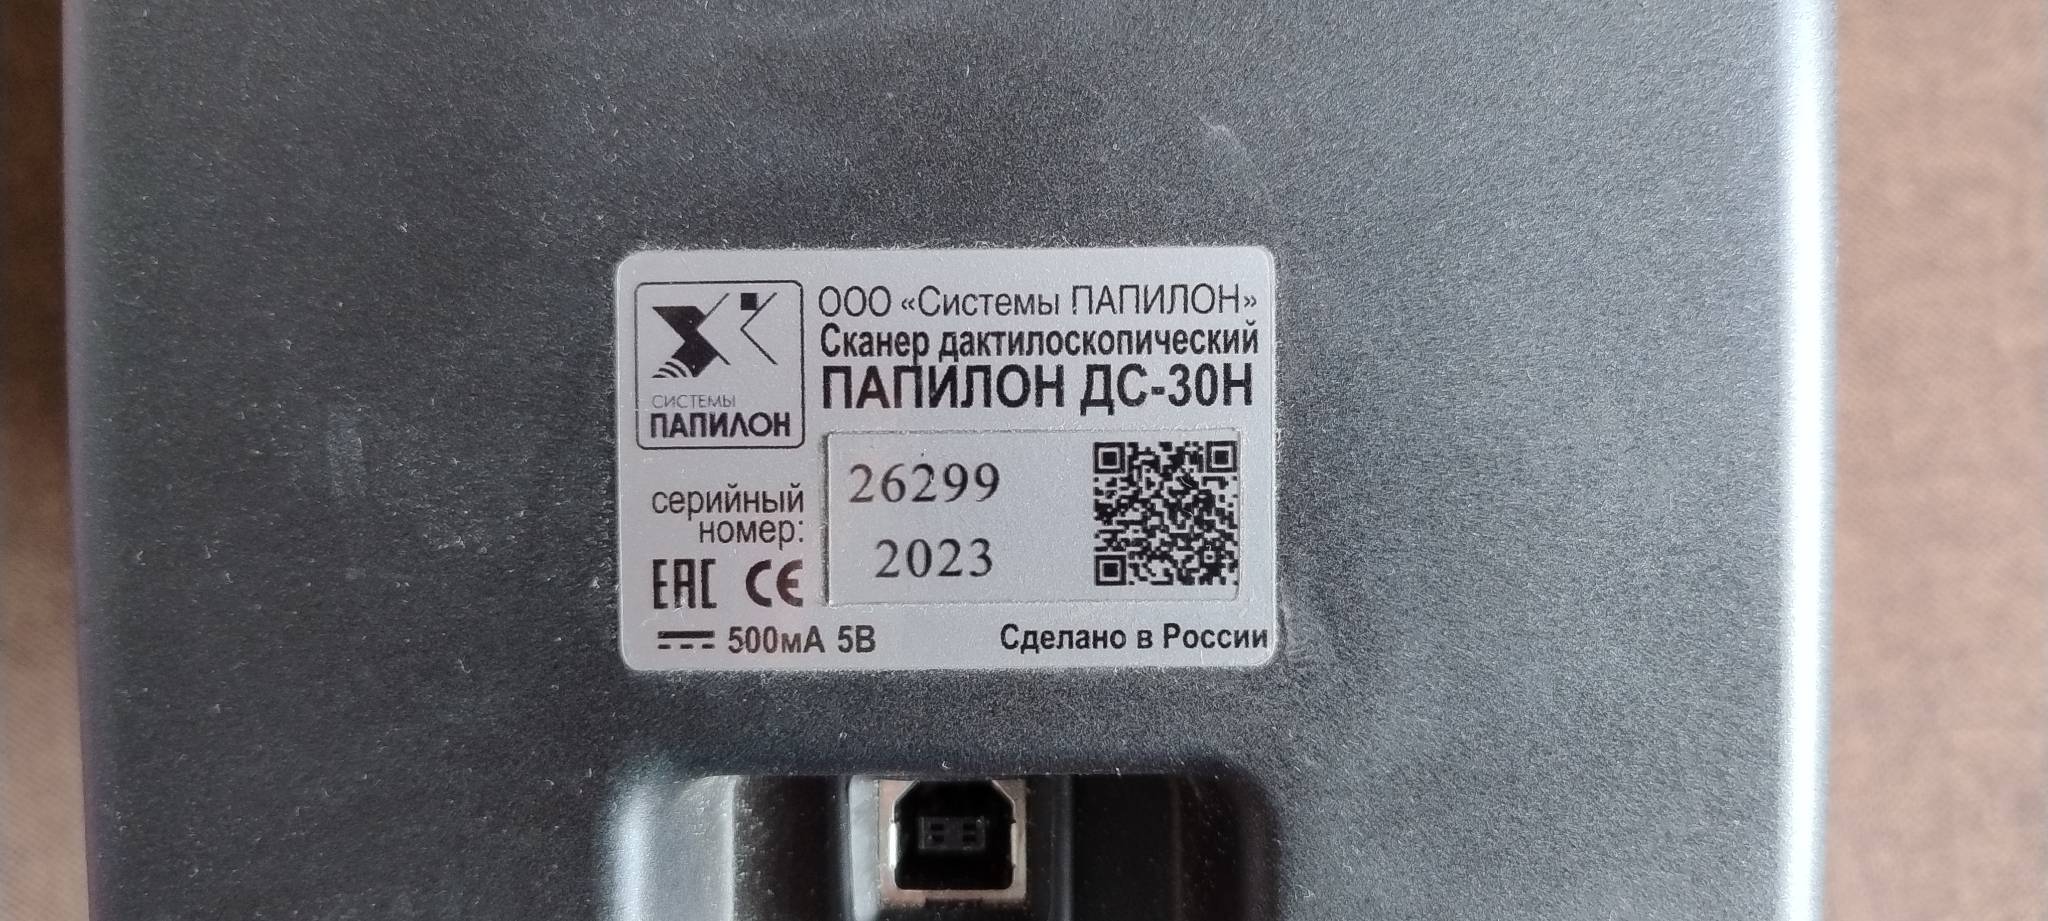 ООО «Системы ПАПИЛОН»
Сканер дактилоскопический
ПАПИЛОН ДС-30Н
СИСТЕМЫ
ПАПИЛОН
серийный
номер:
26299
2023
EAC CE
500мА 5В
Сделано в России